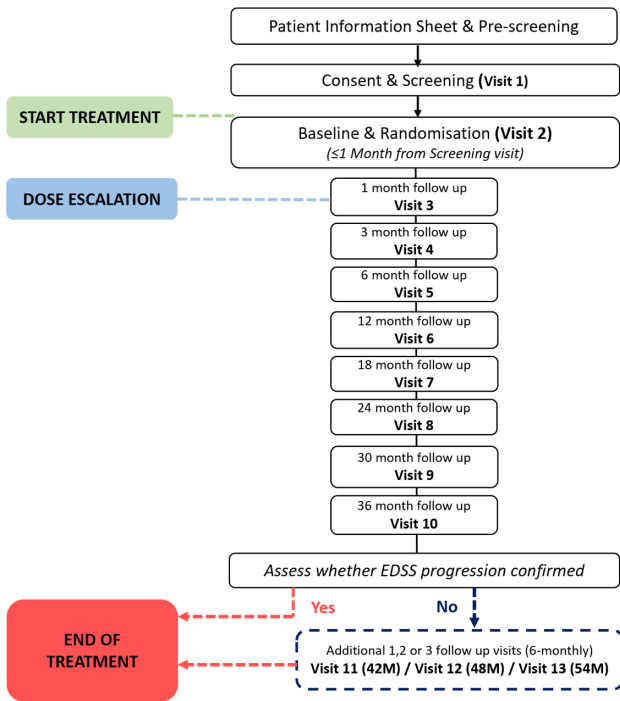 Patient Information Sheet & Pre-screening
Consent & Screening (Visit 1)
START TREATMENT
Baseline & Randomisation (Visit 2)
(≤1 Month from Screening visit)
DOSE ESCALATION
1 month follow up
Visit 3
3 month follow up
Visit 4
6 month follow up
Visit 5
12 month follow up
Visit 6
18 month follow up
Visit 7
24 month follow up
Visit 8
30 month follow up
Visit 9
36 month follow up
Visit 10
Assess whether EDSS progression confirmed
Yes
No
END OF
TREATMENT
Additional 1,2 or 3 follow up visits (6-monthly)
Visit 11 (42M) / Visit 12 (48M) / Visit 13 (54M)